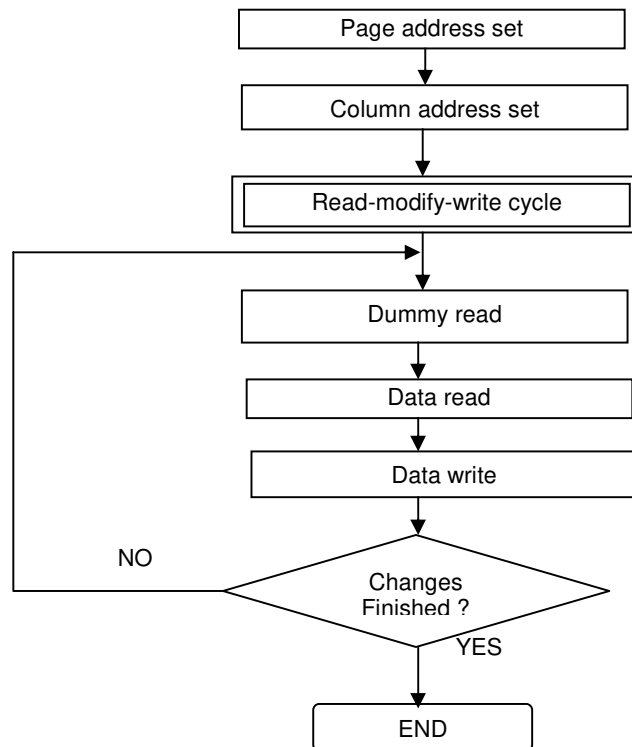 Page address set
Column address set
Read-modify-write cycle
Dummy read
Data read
Data write
NO
Changes
Finished ?
YES
END